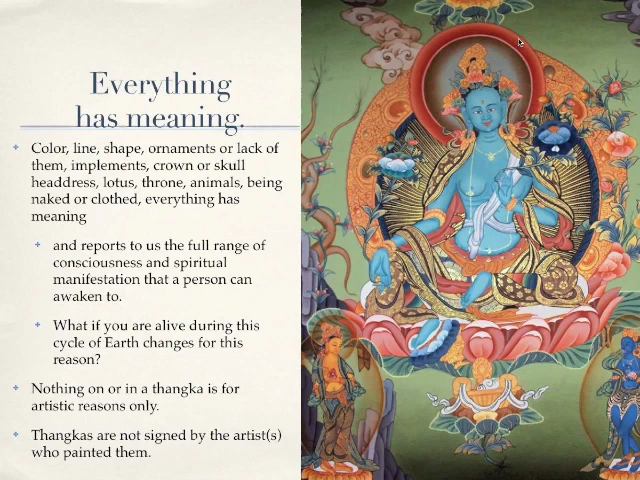 Everything
has meaning.
Color, line, shape, ornaments or lack of
them, implements, crown or skull
headdress, lotus, throne, animals, being
naked or clothed, everything has
meaning
and reports to us the full range of
consciousness and spiritual
manifestation that a person can
awaken to.
What if you are alive during this
cycle of Earth changes for this
reason?
Nothing on or in a thangka is for
artistic reasons only.
Thangkas are not signed by the artist(s)
who painted them.